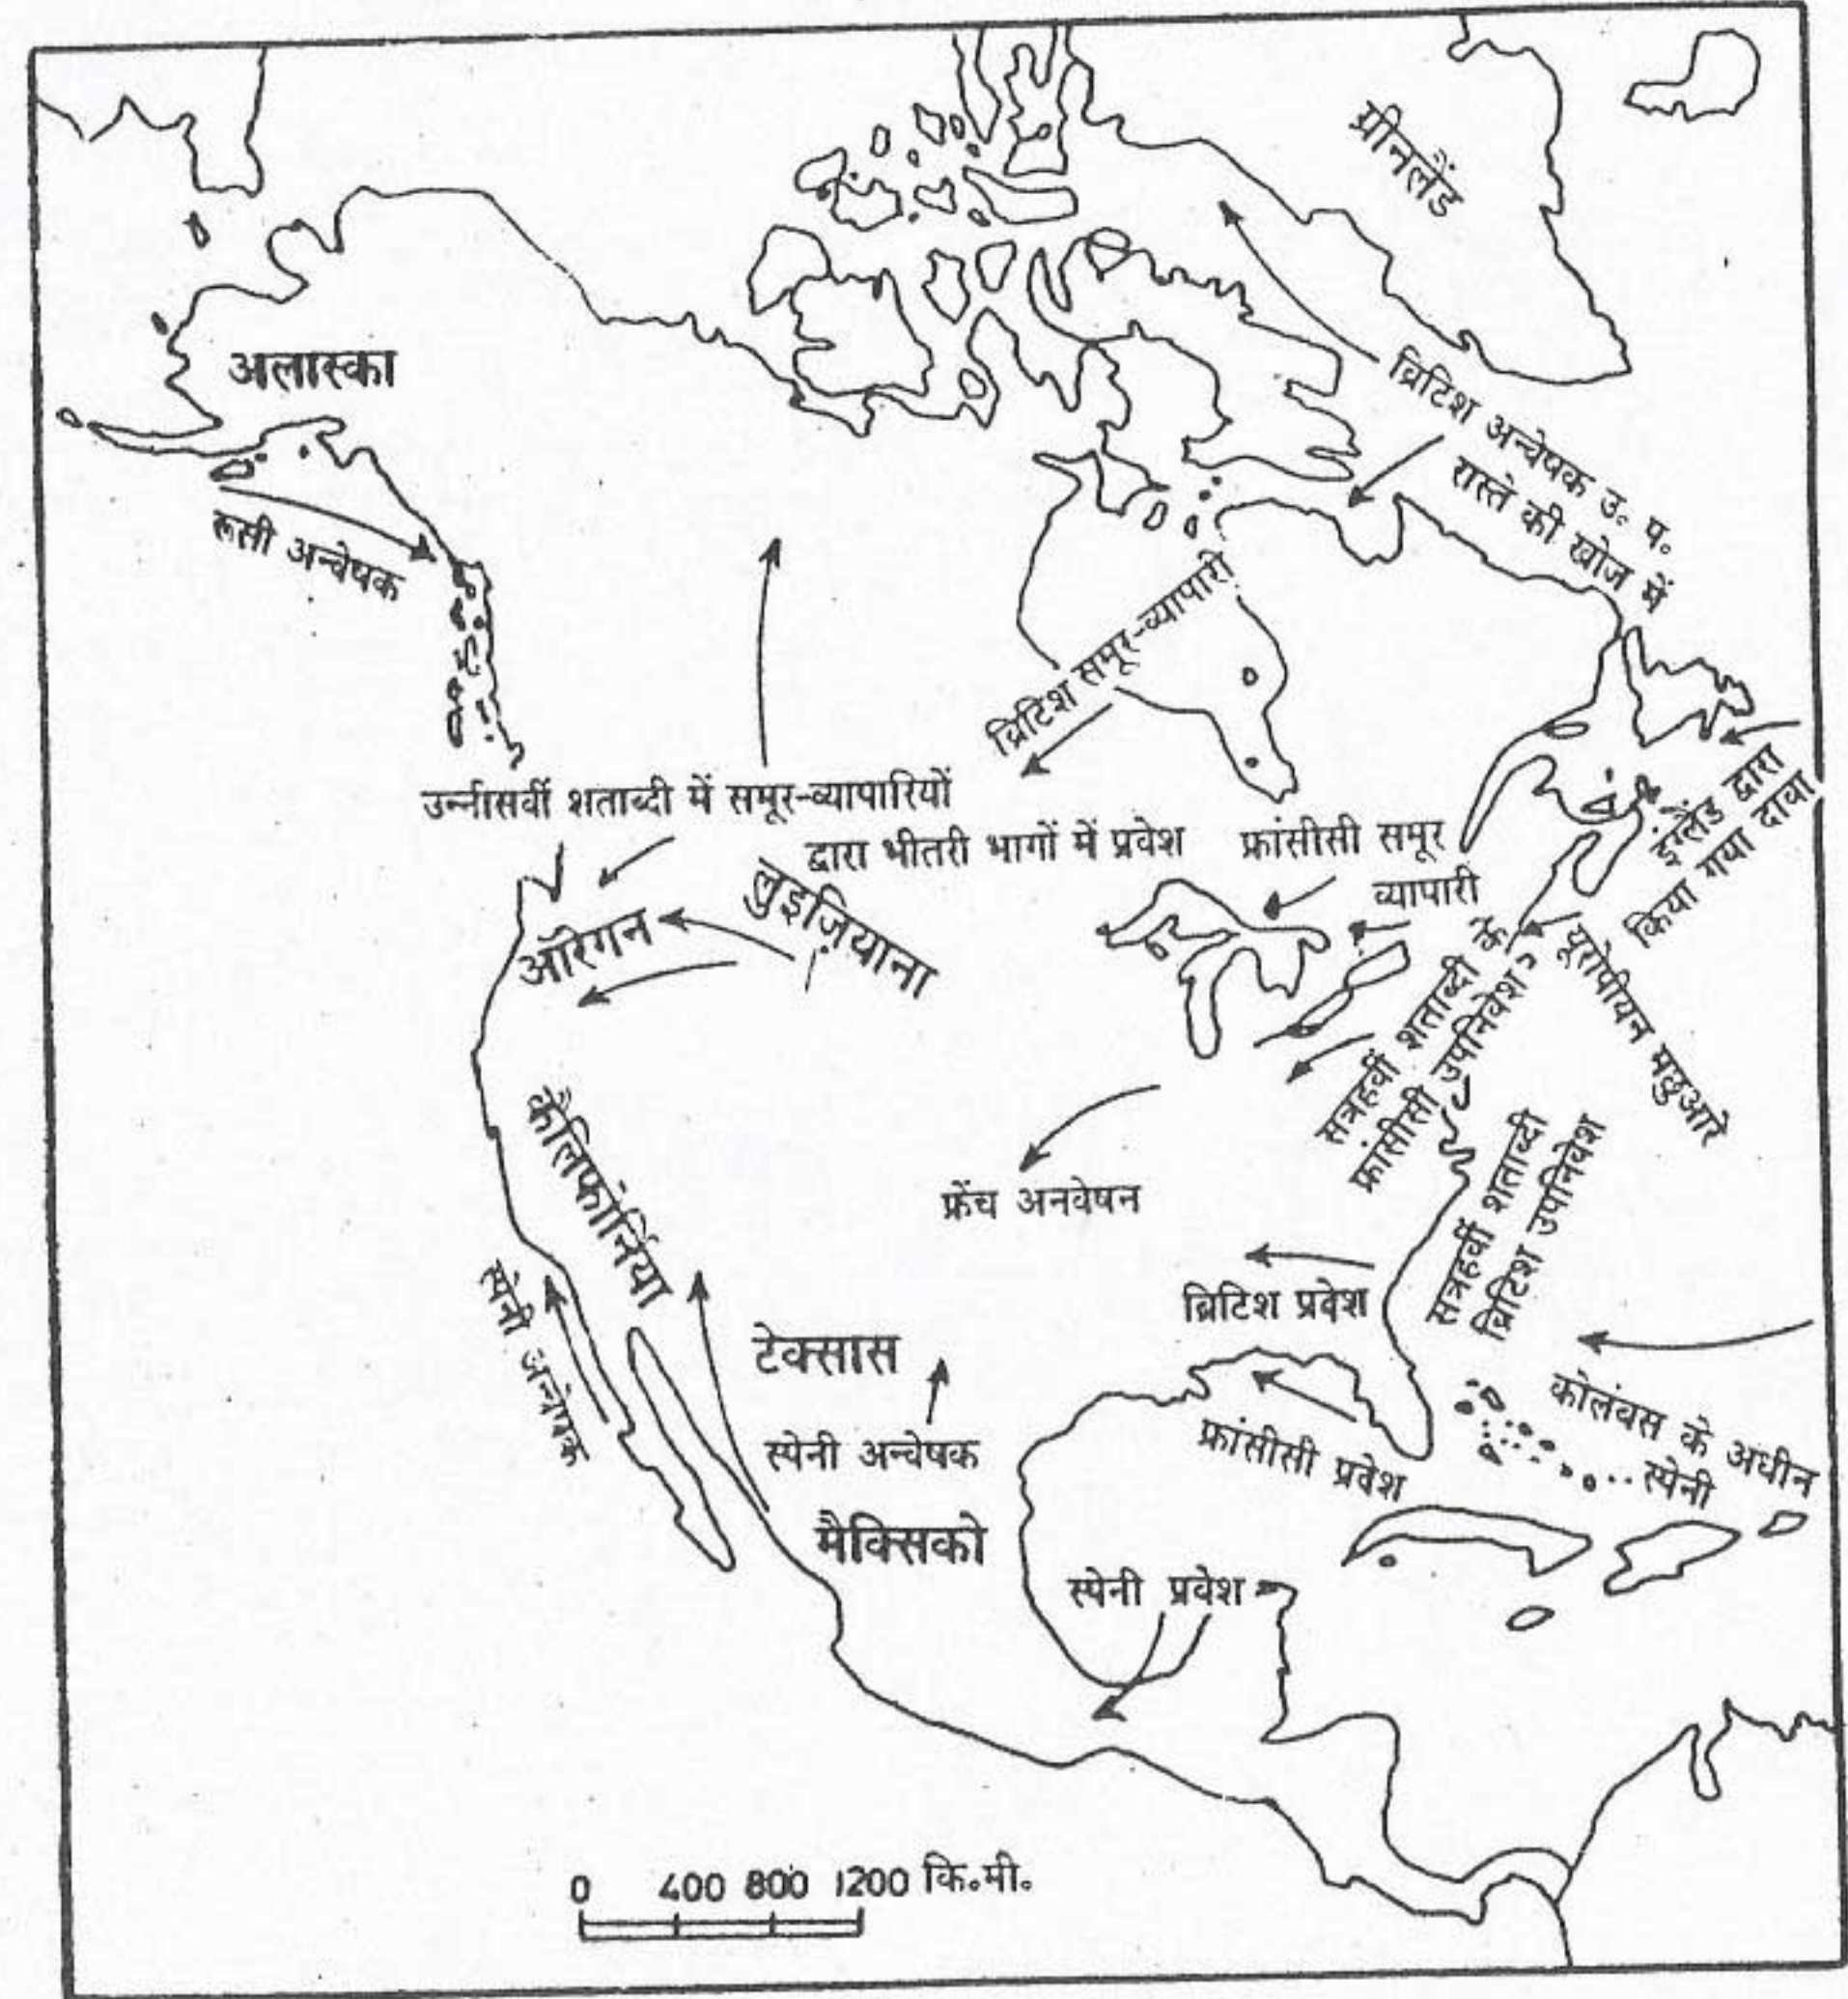 ग्रीनलैंड
अलास्का
ब्रिटिश अन्वेषक उ॰ प॰
रास्ते की खोज में
रूसी अन्वेषक
ब्रिटिश समूर-व्यापारी
इंग्लैंड द्वारा
किया गया दावा
उन्नीसवीं शताब्दी में समूर-व्यापारियों
द्वारा भीतरी भागों में प्रवेश
फ्रांसीसी समूर
व्यापारी
लुइज़ियाना
ऑरेगन
यूरोपीयन मछुआरे
सत्रहवीं शताब्दी के
फ्रांसीसी उपनिवेश
कैलिफोर्निया
फ्रेंच अनवेषन
सत्रहवीं शताब्दी
ब्रिटिश उपनिवेश
ब्रिटिश प्रवेश
स्पेनी अन्वेषक
टेक्सास
स्पेनी अन्वेषक
कोलंबस के अधीन
स्पेनी
फ्रांसीसी प्रवेश
मैक्सिको
स्पेनी प्रवेश
0 400 800 1200 कि॰मी॰